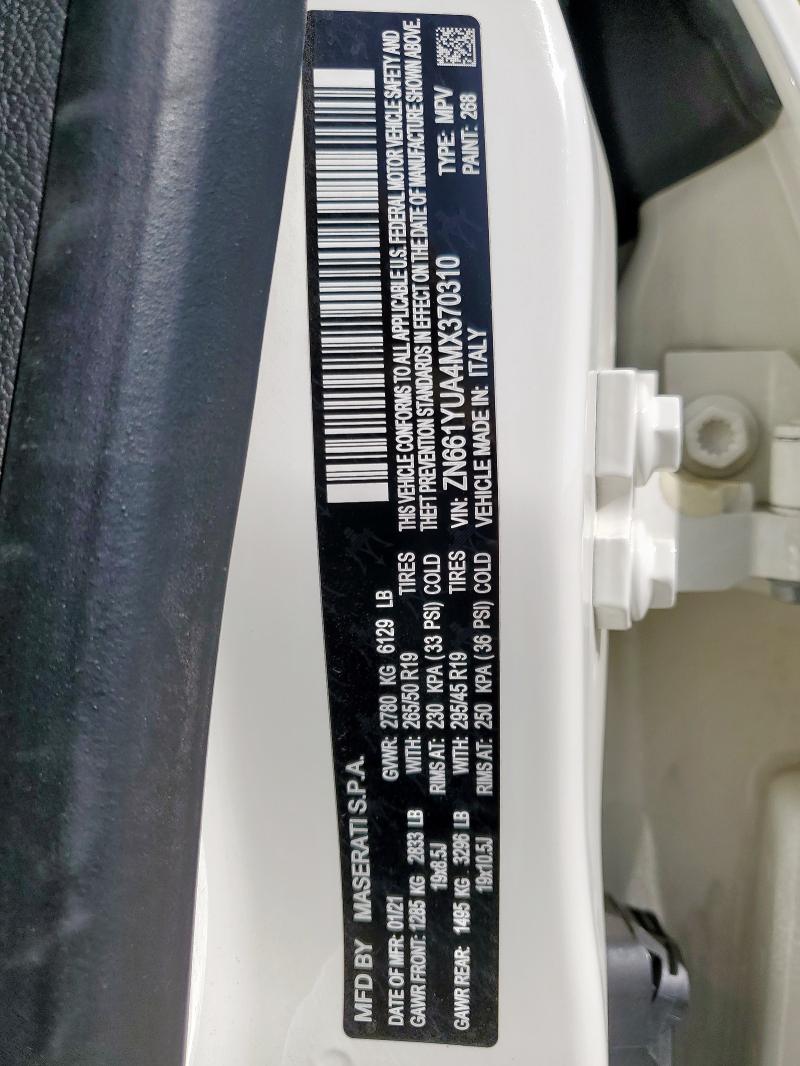 MFD BY MASERATI S.P.A.
DATE OF MFR: 01/21 GVWR: 2780 KG 6129 LB
GAWR FRONT: 1285 KG 2833 LB WITH: 265/50 R19 TIRES
19x8.5J RIMS AT: 230 KPA ( 33 PSI) COLD
GAWR REAR: 1495 KG 3296 LB WITH: 295/45 R19 TIRES
19x10.5J RIMS AT: 250 KPA ( 36 PSI) COLD
THIS VEHICLE CONFORMS TO ALL APPLICABLE U.S. FEDERAL MOTOR VEHICLE SAFETY AND
THEFT PREVENTION STANDARDS IN EFFECT ON THE DATE OF MANUFACTURE SHOWN ABOVE.
VIN: ZN661YUA4MX370310 TYPE: MPV
VEHICLE MADE IN: ITALY PAINT: 268